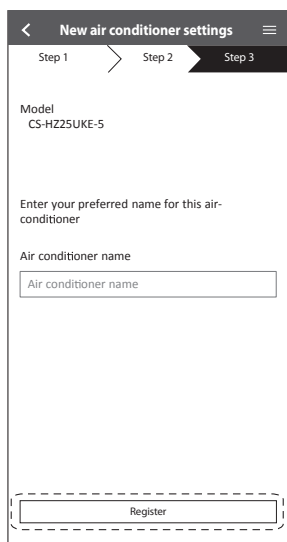 New air conditioner settings
Step 1
Step 2
Step 3
Model
CS-HZ25UKE-5
Enter your preferred name for this air-
conditioner
Air conditioner name
Air conditioner name
Register